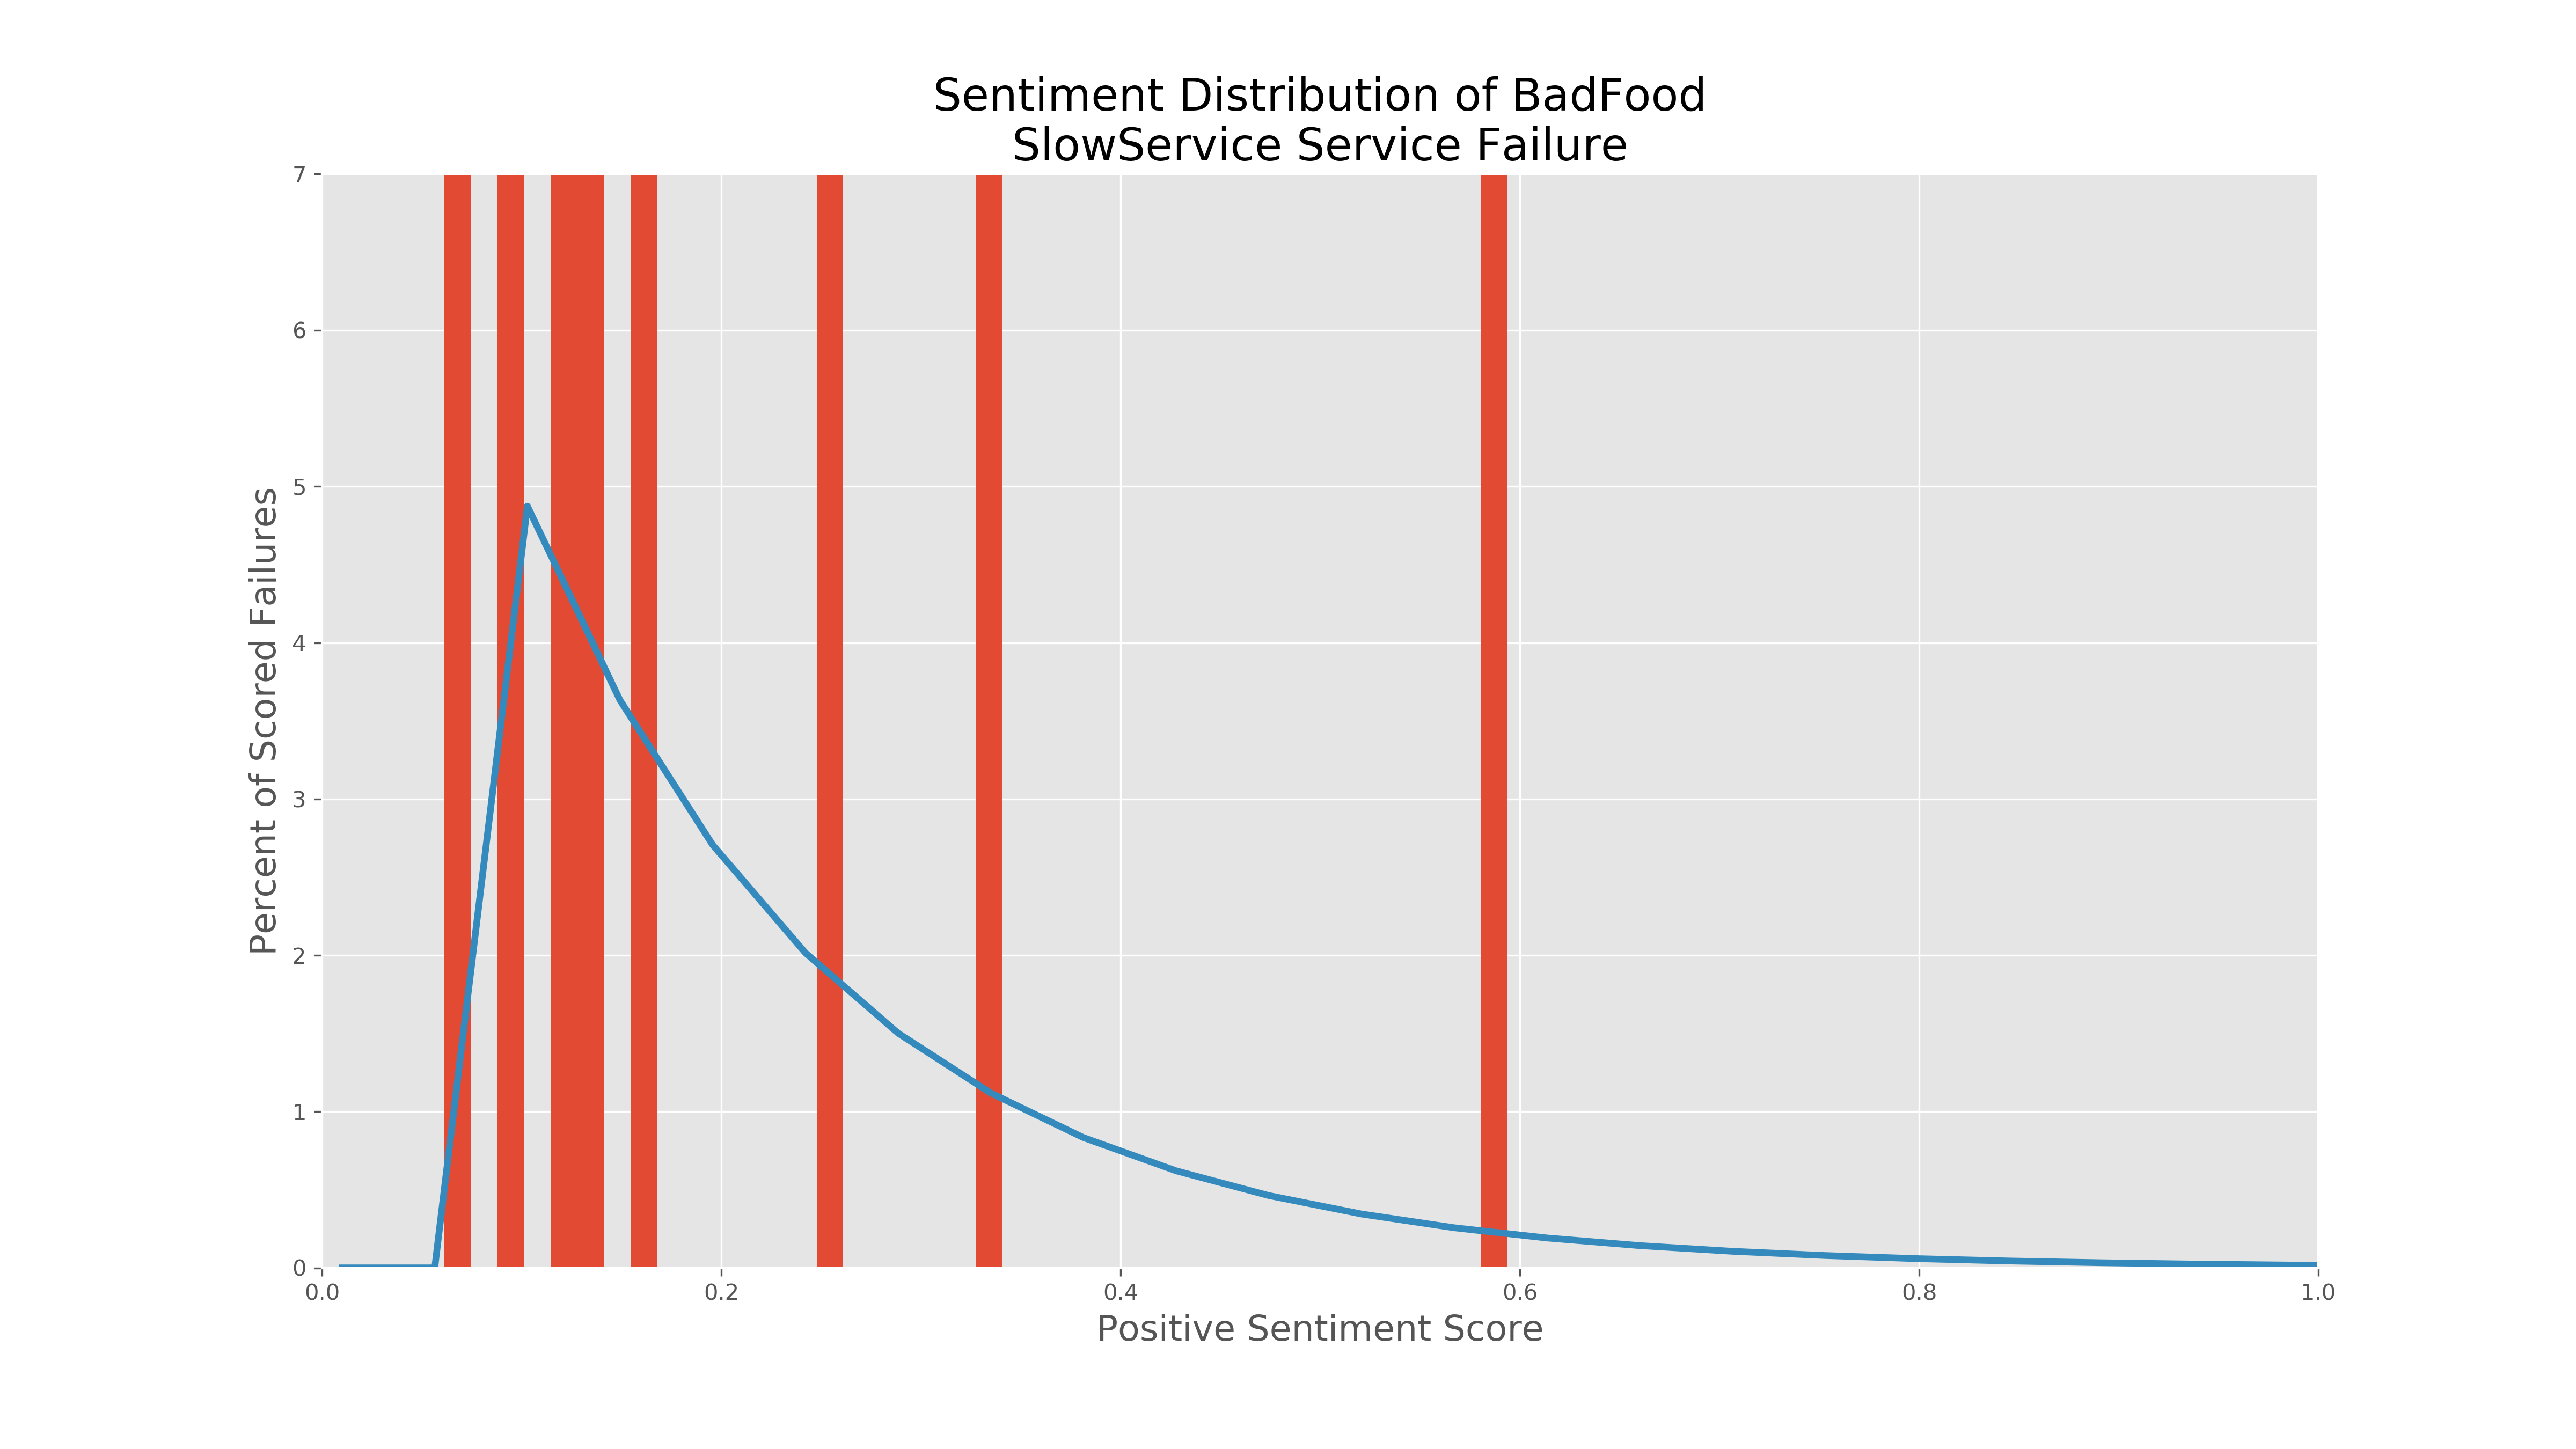 Sentiment Distribution of BadFood
SlowService Service Failure
Percent of Scored Failures
7
6
5
4
3
2
1
0
0.0 0.2 0.4 0.6 0.8 1.0
Positive Sentiment Score